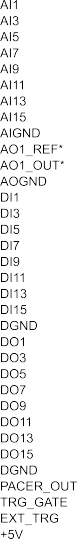 AI1
AI3
AI5
AI7
AI9
AI11
AI13
AI15
AIGND
AO1_REF*
AO1_OUT*
AOGND
DI1
DI3
DI5
DI7
DI9
DI11
DI13
DI15
DGND
DO1
DO3
DO5
DO7
DO9
DO11
DO13
DO15
DGND
PACER_OUT
TRG_GATE
EXT_TRG
+5V